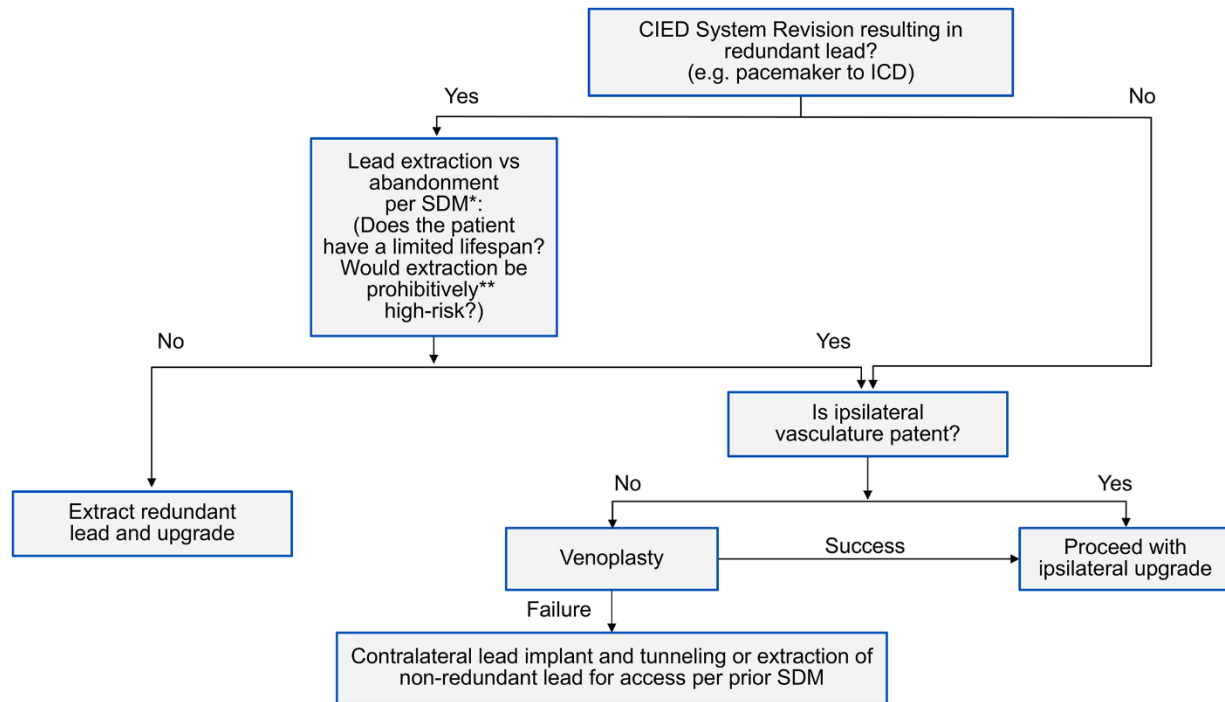 CIED System Revision resulting in
redundant lead?
(e.g. pacemaker to ICD)
Yes
No
Lead extraction vs
abandonment
per SDM*:
(Does the patient
have a limited lifespan?
Would extraction be
prohibitively**
high-risk?)
No
Yes
Is ipsilateral
vasculature patent?
No
Yes
Extract redundant
lead and upgrade
Venoplasty
Success
Proceed with
ipsilateral upgrade
Failure
Contralateral lead implant and tunneling or extraction of
non-redundant lead for access per prior SDM